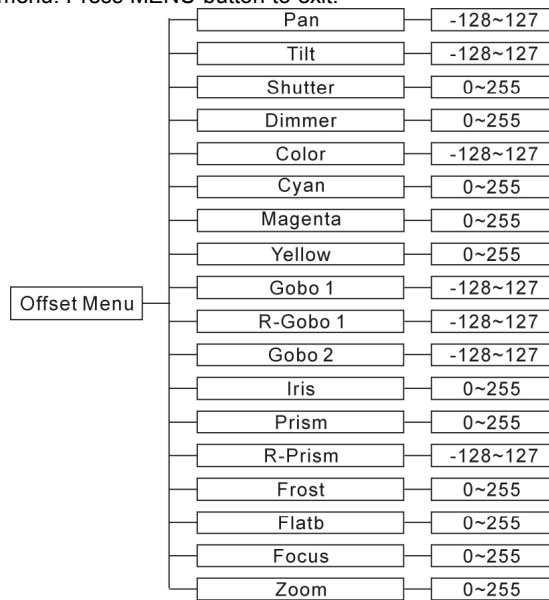 menu. Press MENU button to exit.
Pan -128~127
Tilt -128~127
Shutter 0~255
Dimmer 0~255
Color -128~127
Cyan 0~255
Magenta 0~255
Yellow 0~255
Gobo 1 -128~127
Offset Menu
R-Gobo 1 -128~127
Gobo 2 -128~127
Iris 0~255
Prism 0~255
R-Prism -128~127
Frost 0~255
Flatb 0~255
Focus 0~255
Zoom 0~255